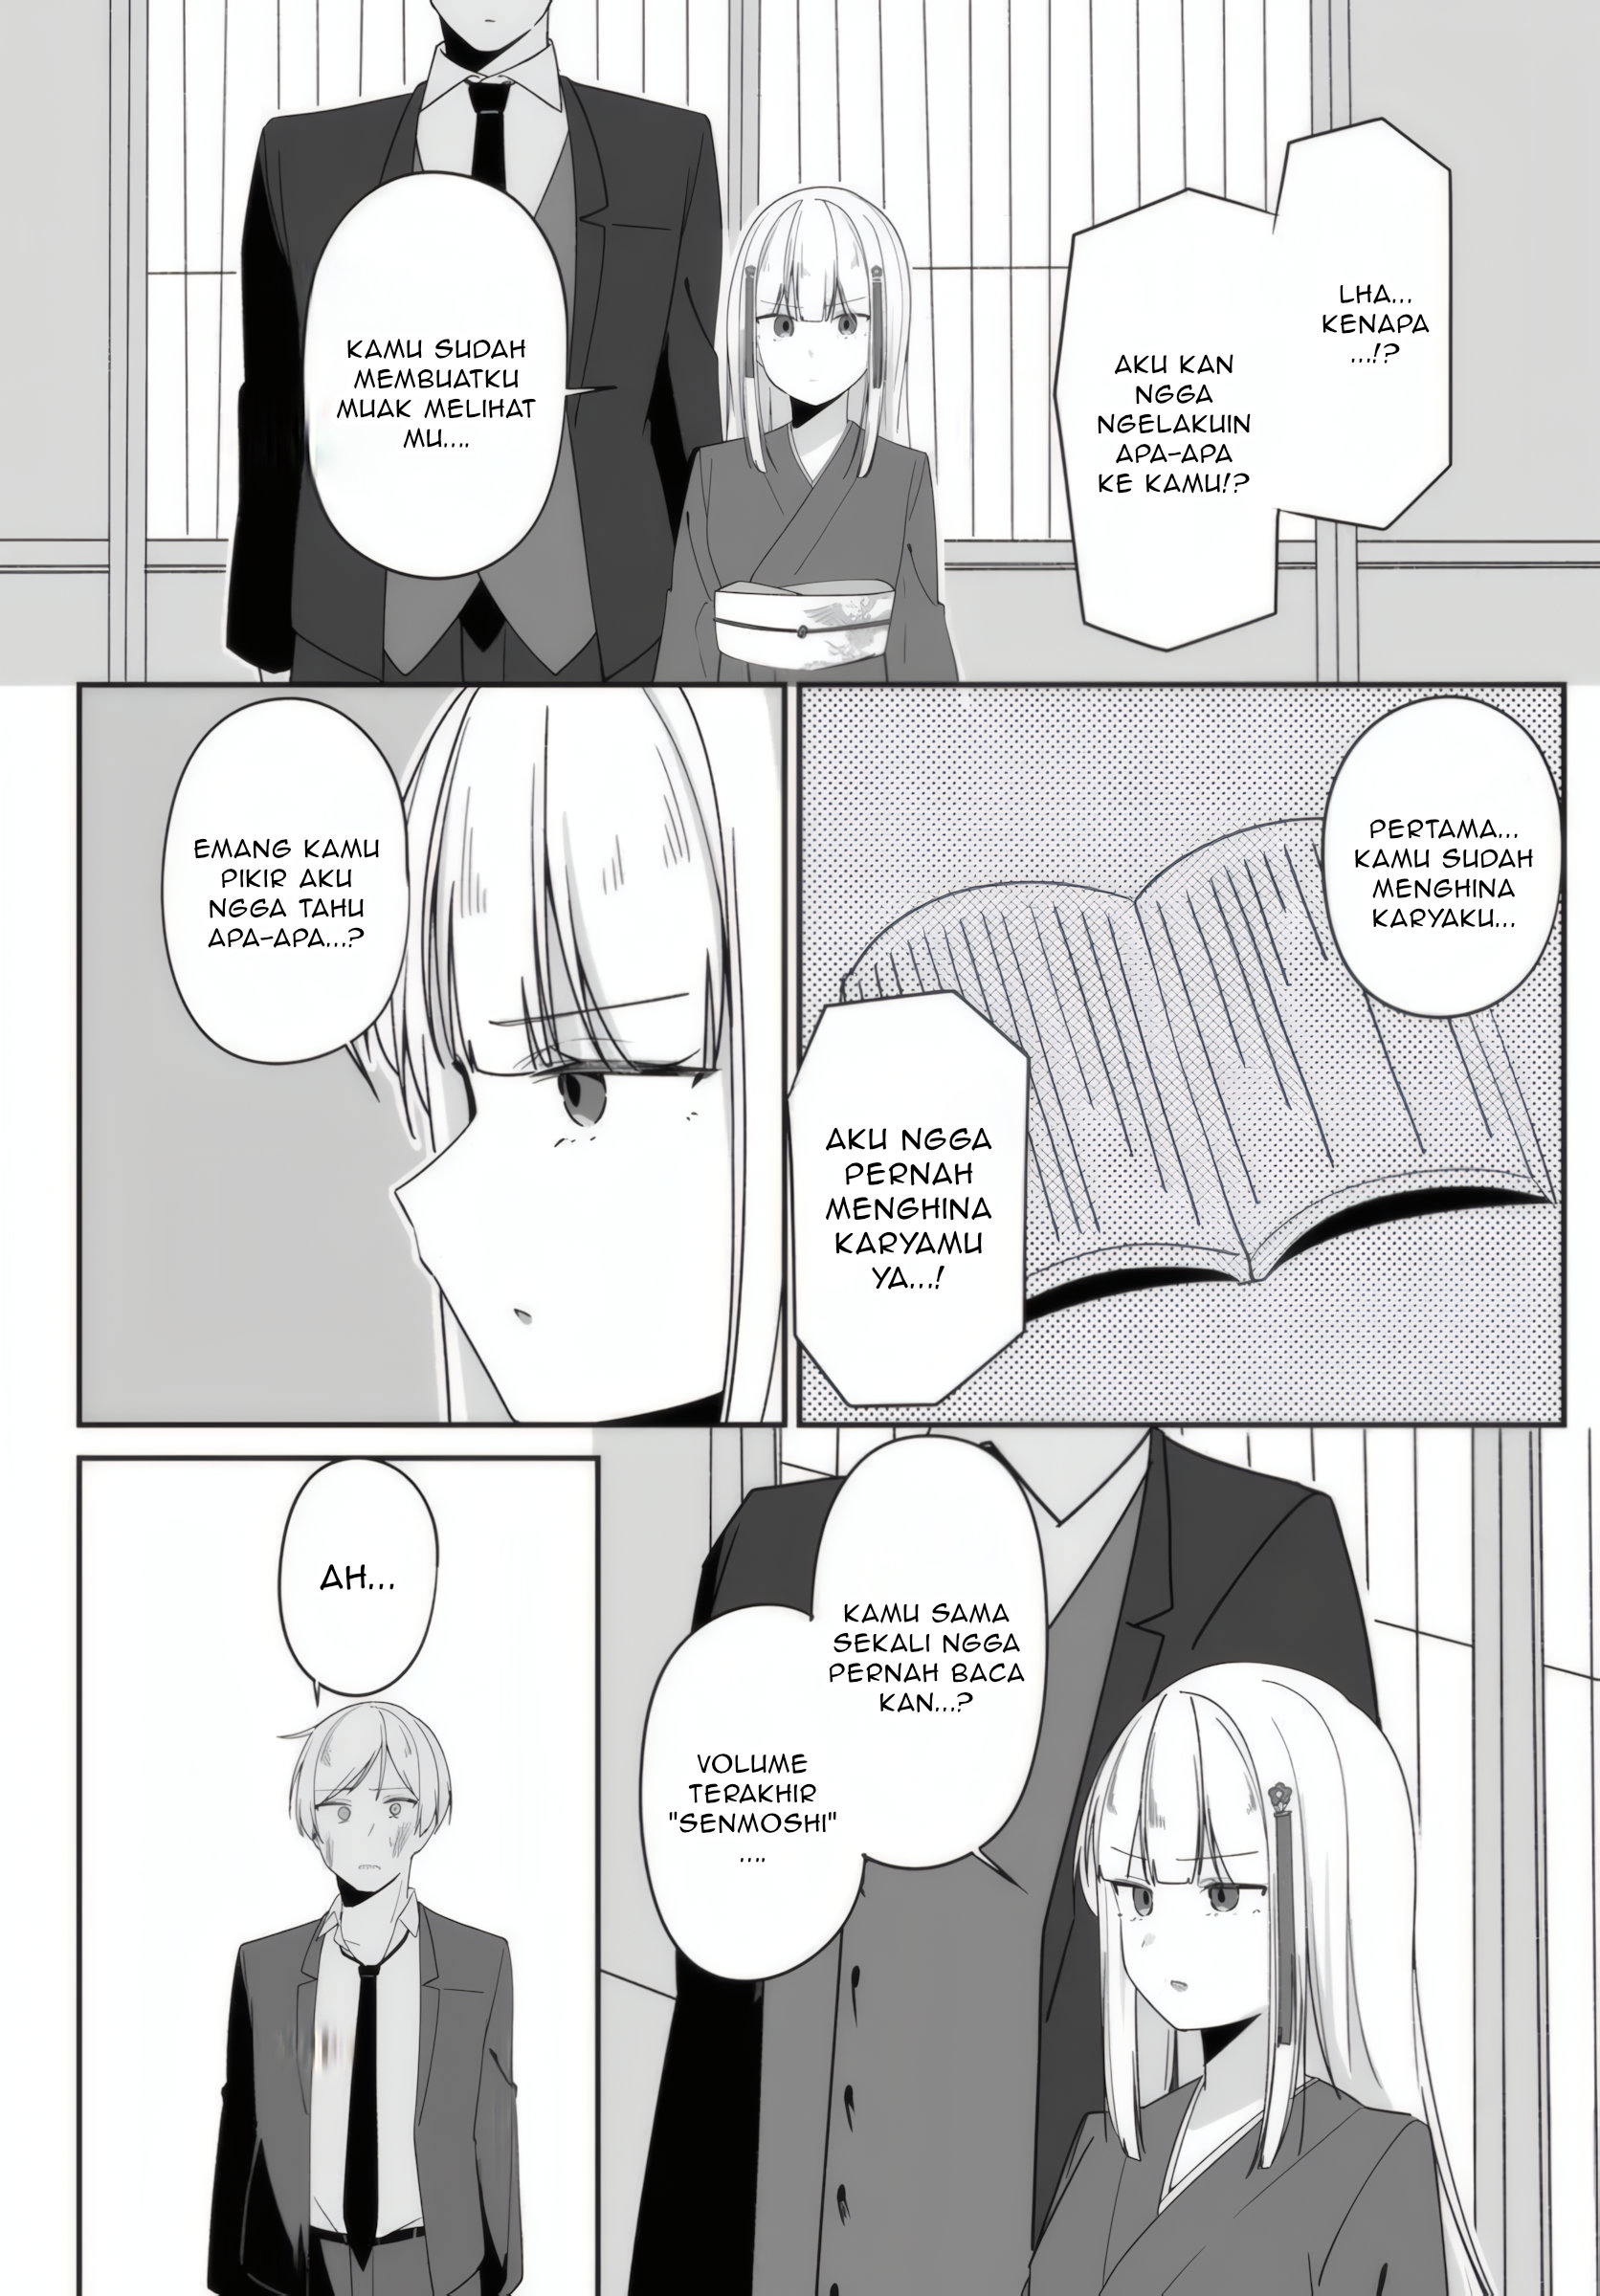 LHA...
KENAPA
...!?
AKU KAN
NGGA
NGELAKUIN
APA-APA
KE KAMU!?
KAMU SUDAH
MEMBUATKU
MUAK MELIHAT
MU....
PERTAMA...
KAMU SUDAH
MENGHINA
KARYAKU...
AKU NGGA
PERNAH
MENGHINA
KARYAMU
YA...!
EMANG KAMU
PIKIR AKU
NGGA TAHU
APA-APA...?
KAMU SAMA
SEKALI NGGA
PERNAH BACA
KAN...?
VOLUME
TERAKHIR
"SENMOSHI"
....
AH...